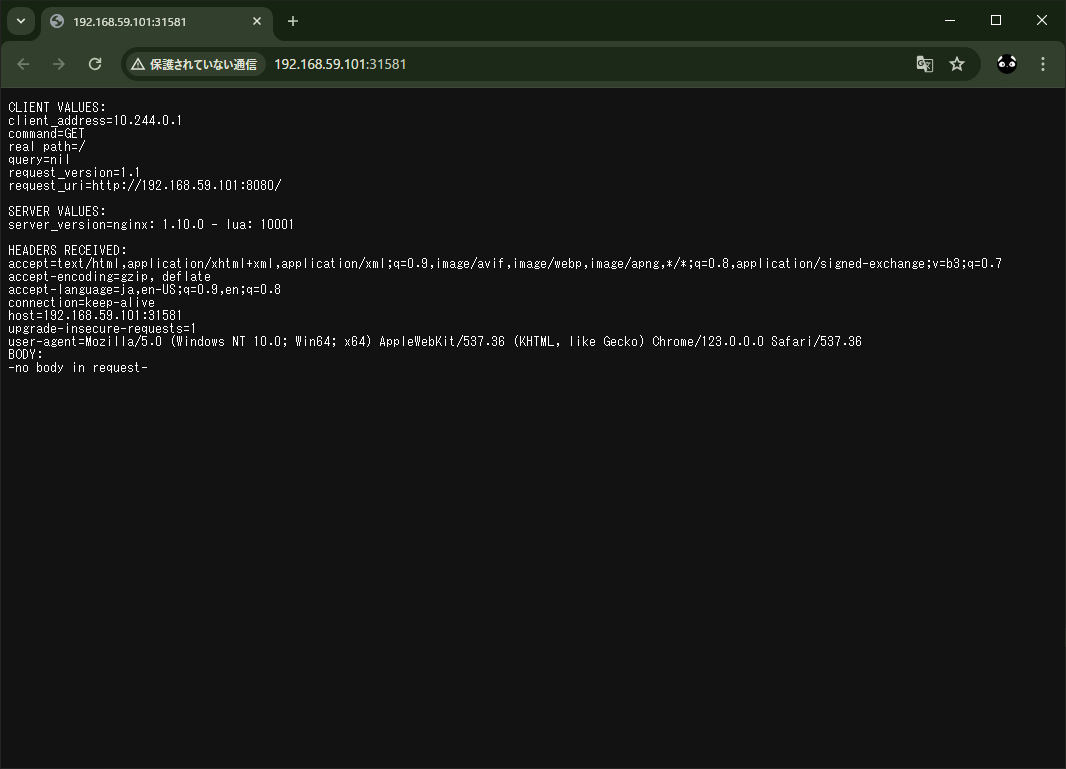 192.168.59.101:31581
保護されていない通信
192.168.59.101:31581
CLIENT VALUES:
client_address=10.244.0.1
command=GET
real path=/
query=nil
request_version=1.1
request_uri=http://192.168.59.101:8080/
SERVER VALUES:
server_version=nginx: 1.10.0 - lua: 10001
HEADERS RECEIVED:
accept=text/html,application/xhtml+xml,application/xml;q=0.9,image/avif,image/webp,image/apng,*/*;q=0.8,application/signed-exchange;v=b3;q=0.7
accept-encoding=gzip, deflate
accept-language=ja,en-US;q=0.9,en;q=0.8
connection=keep-alive
host=192.168.59.101:31581
upgrade-insecure-requests=1
user-agent=Mozilla/5.0 (Windows NT 10.0; Win64; x64) AppleWebKit/537.36 (KHTML, like Gecko) Chrome/123.0.0.0 Safari/537.36
BODY:
-no body in request-